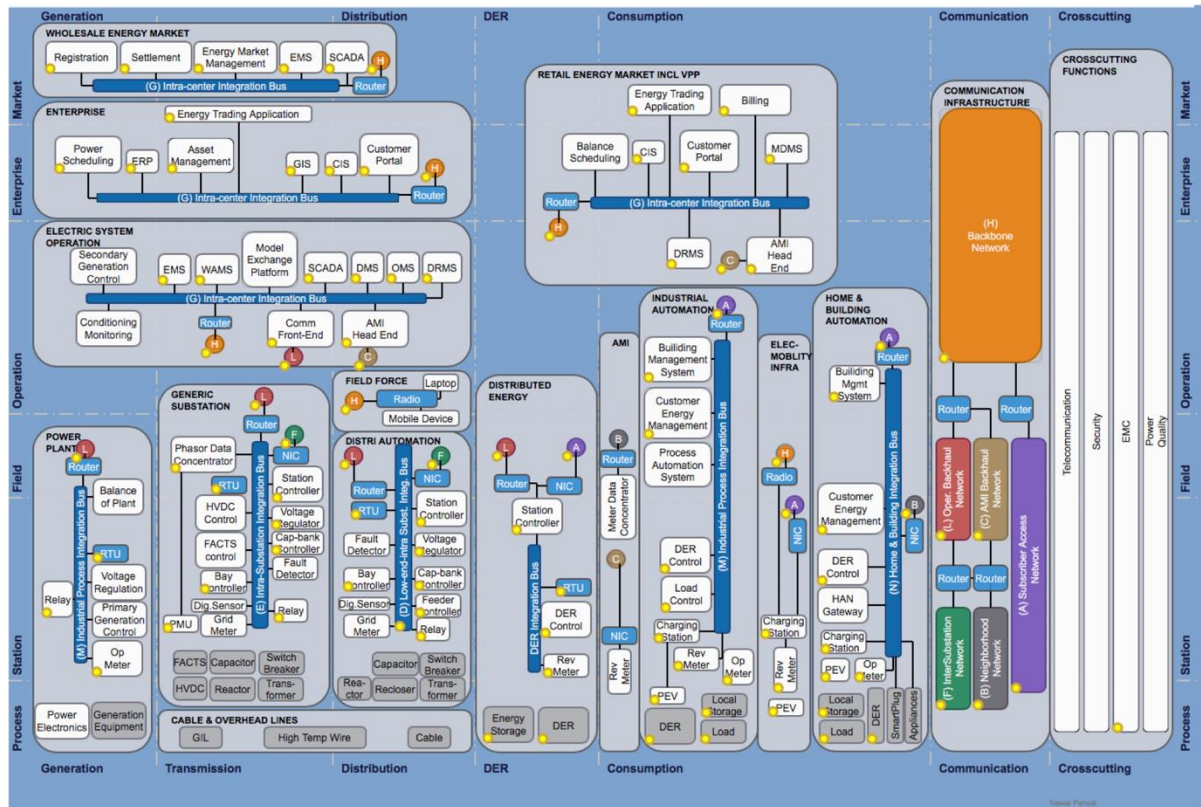 Generation
Distribution
DER
Consumption
Communication
Crosscutting
Market
Enterprise
Operation
Field
Station
Process
WHOLESALE ENERGY MARKET
Registration
Settlement
Energy Market
Management
EMS
SCADA
H
(G) Intra-center Integration Bus
Router
ENTERPRISE
Energy Trading Application
Power
Scheduling
ERP
Asset
Management
GIS
CIS
Customer
Portal
H
Router
(G) Intra-center Integration Bus
ELECTRIC SYSTEM
OPERATION
Secondary
Generation
Control
EMS
WAMS
Model
Exchange
Platform
SCADA
DMS
OMS
DRMS
(G) Intra-center Integration Bus
Conditioning
Monitoring
Router
H
Comm
Front-End
L
AMI
Head End
C
RETAIL ENERGY MARKET INCL VPP
Energy Trading
Application
Billing
Balance
Scheduling
CIS
Customer
Portal
MDMS
Router
H
(G) Intra-center Integration Bus
DRMS
C
AMI
Head
End
POWER
PLANT
L
Router
Balance
of Plant
RTU
Relay
Voltage
Regulation
Primary
Generation
Control
Op
Meter
(M) Industrial Process Integration Bus
Power
Electronics
Generation
Equipment
GENERIC
SUBSTATION
L
Router
F
NIC
Phasor Data
Concentrator
RTU
Station
Controller
HVDC
Control
Voltage
Regulator
FACTS
control
Cap-bank
Controller
Fault
Detector
Bay
Controller
Dig.Sensor
Relay
PMU
Grid
Meter
(E) Intra-Substation Integration Bus
FACTS
Capacitor
Switch
Breaker
HVDC
Reactor
Trans-
former
FIELD FORCE
Laptop
H
Radio
Mobile Device
DISTRI AUTOMATION
L
F
Router
NIC
RTU
Station
Controller
Fault
Detector
Voltage
Regulator
Bay
Controller
Cap-bank
Controller
Dig.Sensor
Feeder
Controller
Grid
Meter
Relay
(D) Low-end-intra Subst. Integ. Bus
Capacitor
Switch
Breaker
Rea-
ctor
Recloser
Trans-
former
CABLE & OVERHEAD LINES
GIL
High Temp Wire
Cable
DISTRIBUTED
ENERGY
L
A
Router
NIC
Station
Controller
RTU
DER
Control
Rev
Meter
DER Integration Bus
Energy
Storage
DER
AMI
B
Router
Meter Data
Concentrator
C
NIC
Rev
Meter
INDUSTRIAL
AUTOMATION
A
Router
Buiilding
Management
System
Customer
Energy
Management
Process
Automation
System
DER
Control
Load
Control
Charging
Station
Rev
Meter
Op
Meter
PEV
(M) Industrial Process Integration Bus
DER
Local
Storage
Load
ELEC-
MOBLITY
INFRA
H
Radio
A
NIC
Charging
Station
Rev
Meter
PEV
HOME &
BUILDING AUTOMATION
A
Router
Buiilding
Mgmt
System
Customer
Energy
Management
B
NIC
DER
Control
HAN
Gateway
Charging
Station
PEV
Op
Meter
(N) Home & Building Integration Bus
Local
Storage
Load
DER
SmartPlug
Appliances
COMMUNICATION
INFRASTRUCTURE
(H)
Backbone
Network
Router
Router
(L) Oper. Backhaul
Network
(C) AMI Backhaul
Network
(A) Subscriber Access
Network
Router
Router
(F) InterSubstation
Network
(B) Neighborhood
Network
CROSSCUTTING
FUNCTIONS
Telecommunication
Security
EMC
Power
Quality
Market
Enterprise
Operation
Field
Station
Process
Generation
Transmission
Distribution
DER
Consumption
Communication
Crosscutting